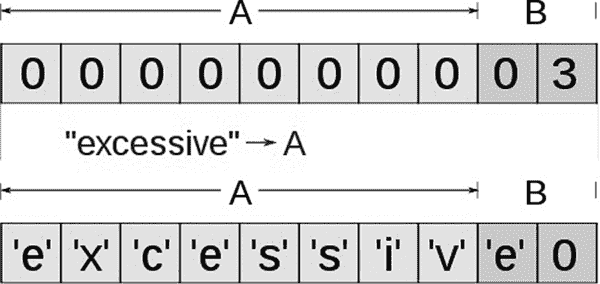 A B
0 0 0 0 0 0 0 0 0 3
"excessive" → A
A B
'e' 'x' 'c' 'e' 's' 's' 'i' 'v' 'e' 0